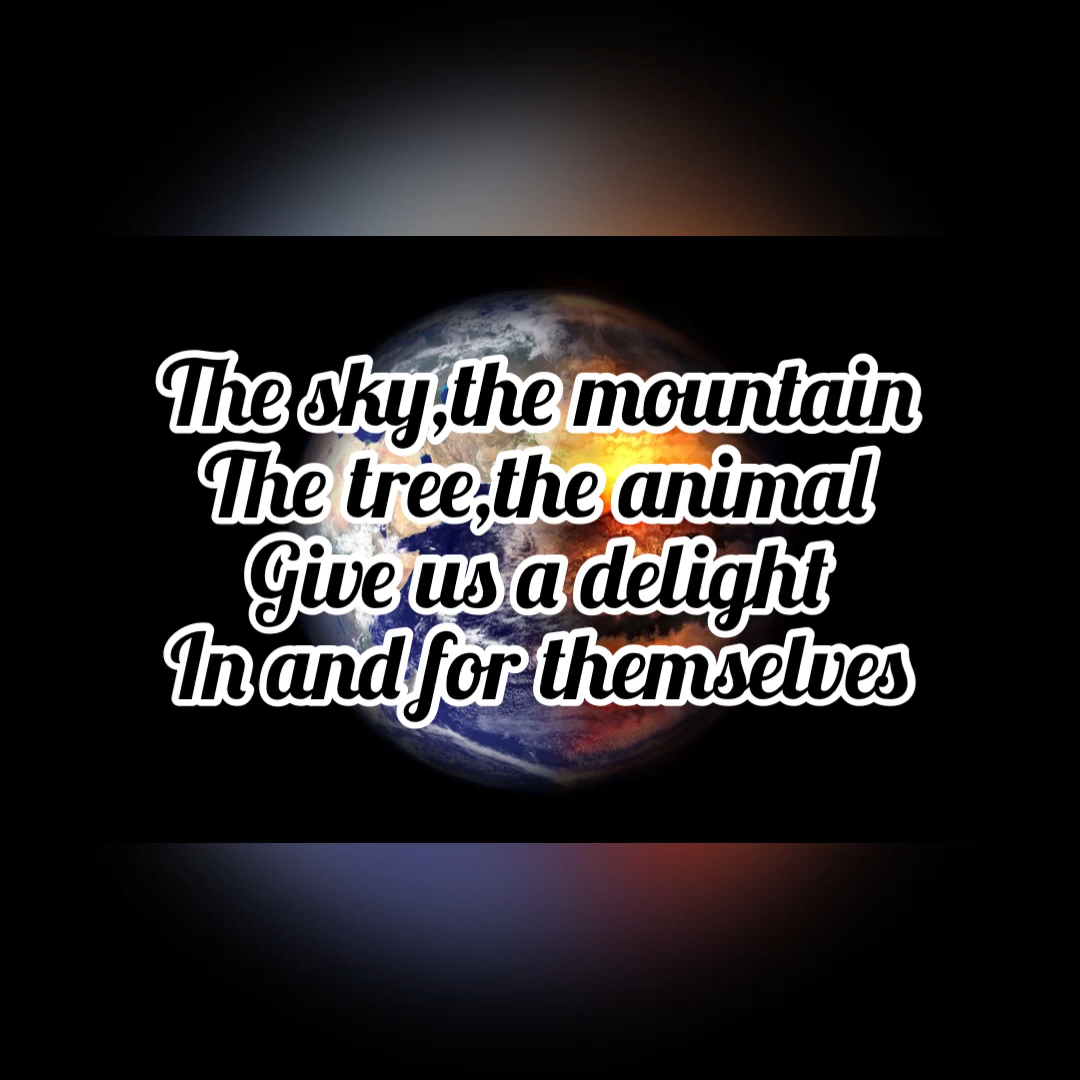 The sky,the mountain
The tree,the animal
Give us a delight
In and for themselves